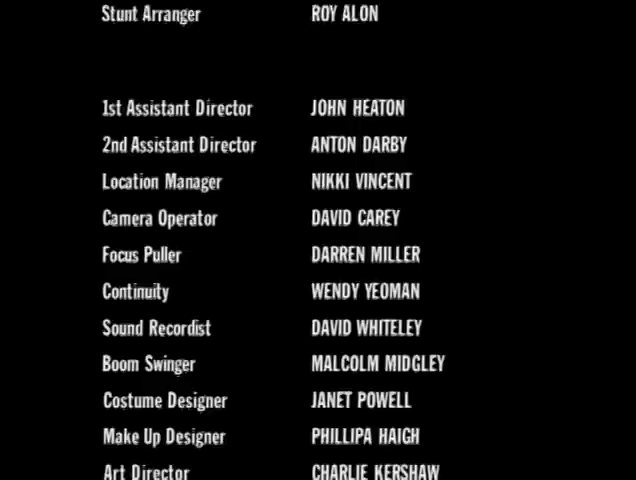 Stunt Arranger ROY ALON
1st Assistant Director JOHN HEATON
2nd Assistant Director ANTON DARBY
Location Manager NIKKI VINCENT
Camera Operator DAVID CAREY
Focus Puller DARREN MILLER
Continuity WENDY YEOMAN
Sound Recordist DAVID WHITELEY
Boom Swinger MALCOLM MIDGLEY
Costume Designer JANET POWELL
Make Up Designer PHILLIPA HAIGH
Art Director CHARLIE KERSHAW